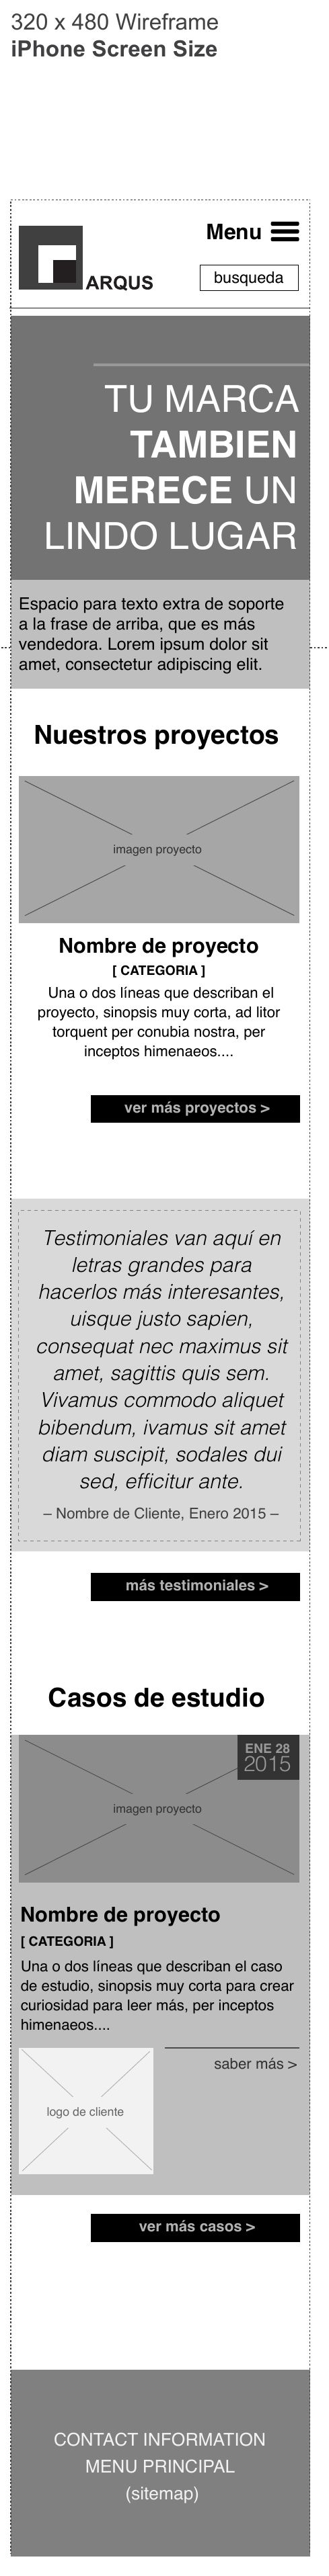 320 x 480 Wireframe
iPhone Screen Size
Menu
ARQUS
busqueda
TU MARCA
TAMBIEN
MERECE UN
LINDO LUGAR
Espacio para texto extra de soporte
a la frase de arriba, que es más
vendedora. Lorem ipsum dolor sit
amet, consectetur adipiscing elit.
Nuestros proyectos
imagen proyecto
Nombre de proyecto
[ CATEGORIA ]
Una o dos líneas que describan el
proyecto, sinopsis muy corta, ad litor
torquent per conubia nostra, per
inceptos himenaeos....
ver más proyectos >
Testimoniales van aquí en
letras grandes para
hacerlos más interesantes,
uisque justo sapien,
consequat nec maximus sit
amet, sagittis quis sem.
Vivamus commodo aliquet
bibendum, ivamus sit amet
diam suscipit, sodales dui
sed, efficitur ante.
– Nombre de Cliente, Enero 2015 –
más testimoniales >
Casos de estudio
ENE 28
2015
imagen proyecto
Nombre de proyecto
[ CATEGORIA ]
Una o dos líneas que describan el caso
de estudio, sinopsis muy corta para crear
curiosidad para leer más, per inceptos
himenaeos....
saber más >
logo de cliente
ver más casos >
CONTACT INFORMATION
MENU PRINCIPAL
(sitemap)